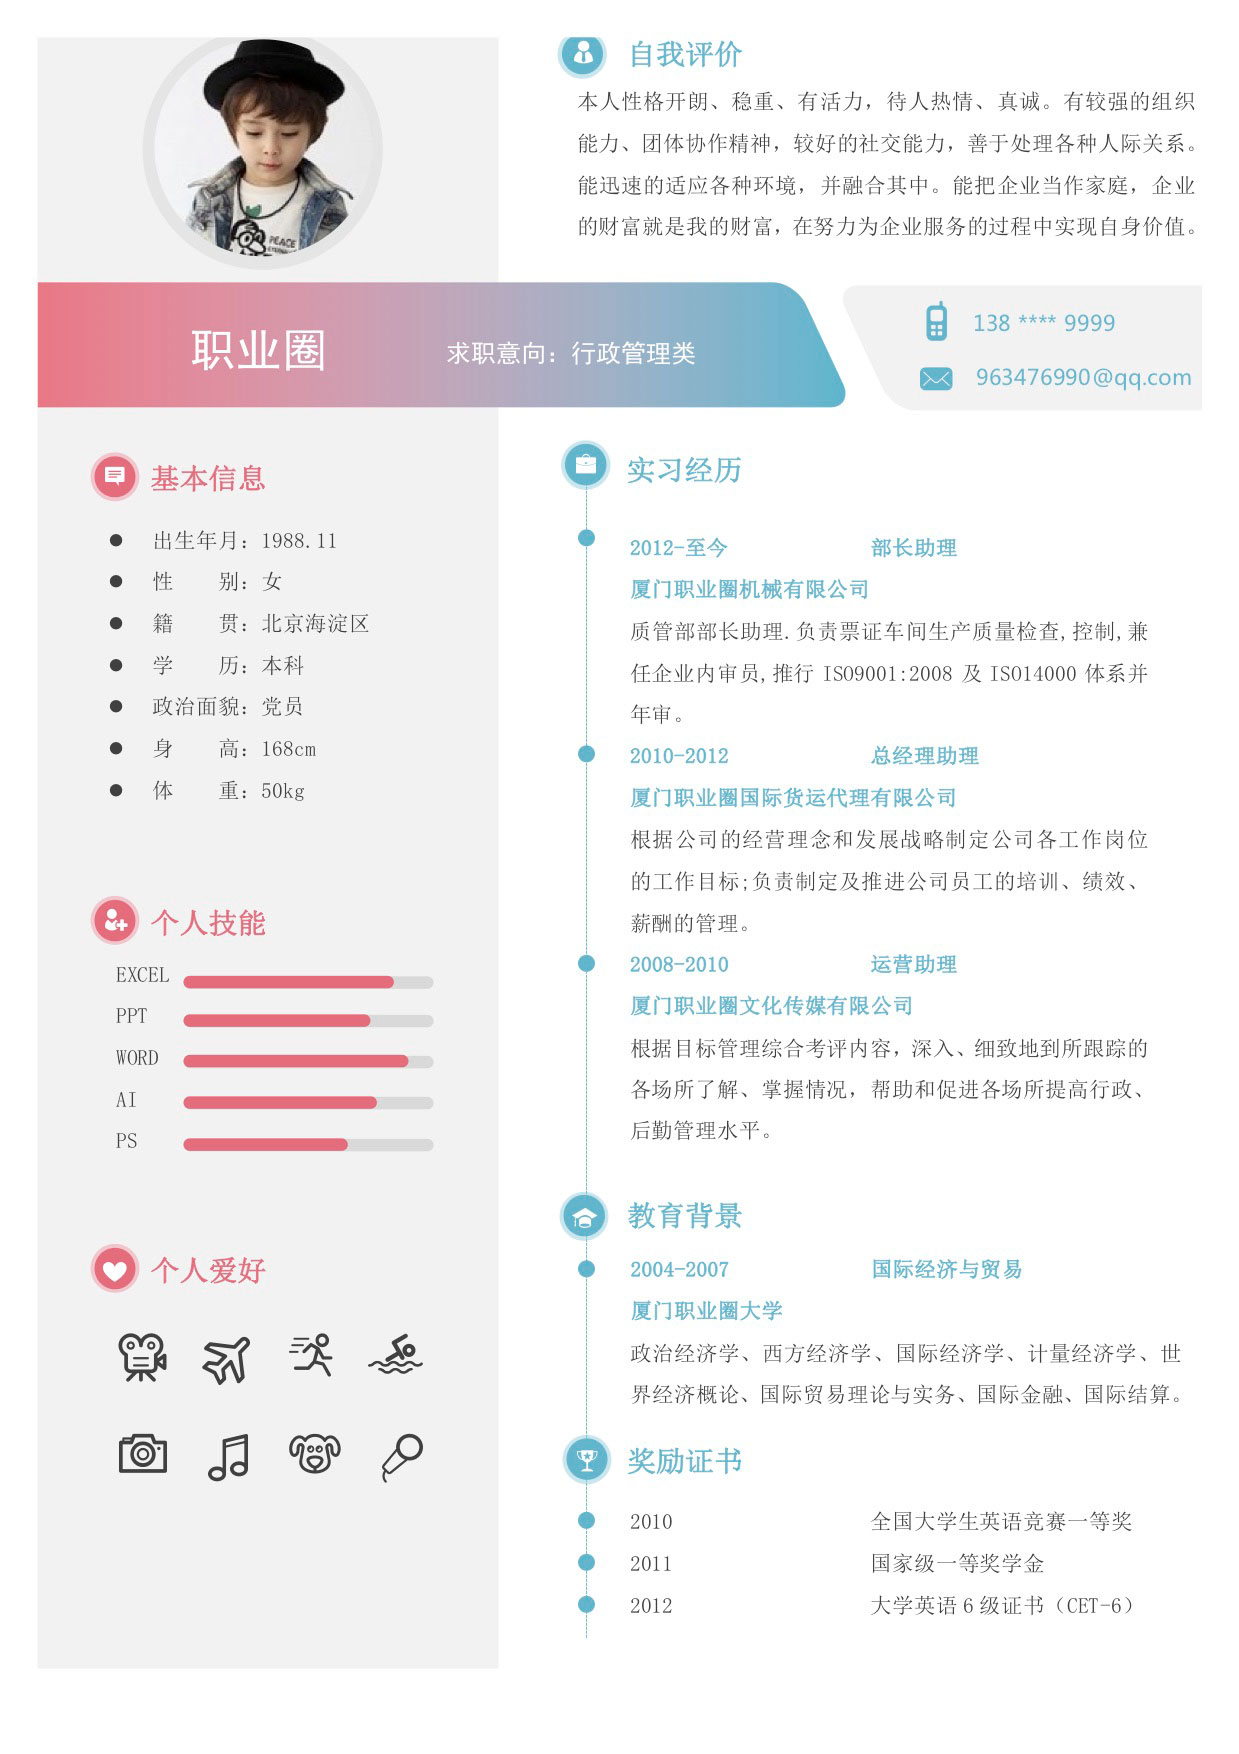 自我评价
本人性格开朗、稳重、有活力，待人热情、真诚。有较强的组织
能力、团体协作精神，较好的社交能力，善于处理各种人际关系。
能迅速的适应各种环境，并融合其中。能把企业当作家庭，企业
的财富就是我的财富，在努力为企业服务的过程中实现自身价值。
职业圈
求职意向：行政管理类
138 **** 9999
963476990@qq.com
基本信息
出生年月：1988.11
性 别：女
籍 贯：北京海淀区
学 历：本科
政治面貌：党员
身 高：168cm
体 重：50kg
个人技能
EXCEL
PPT
WORD
AI
PS
个人爱好
实习经历
2012-至今 部长助理
厦门职业圈机械有限公司
质管部部长助理.负责票证车间生产质量检查,控制,兼
任企业内审员,推行 ISO9001:2008 及 ISO14000 体系并
年审。
2010-2012 总经理助理
厦门职业圈国际货运代理有限公司
根据公司的经营理念和发展战略制定公司各工作岗位
的工作目标;负责制定及推进公司员工的培训、绩效、
薪酬的管理。
2008-2010 运营助理
厦门职业圈文化传媒有限公司
根据目标管理综合考评内容，深入、细致地到所跟踪的
各场所了解、掌握情况，帮助和促进各场所提高行政、
后勤管理水平。
教育背景
2004-2007 国际经济与贸易
厦门职业圈大学
政治经济学、西方经济学、国际经济学、计量经济学、世
界经济概论、国际贸易理论与实务、国际金融、国际结算。
奖励证书
2010 全国大学生英语竞赛一等奖
2011 国家级一等奖学金
2012 大学英语 6 级证书（CET-6）